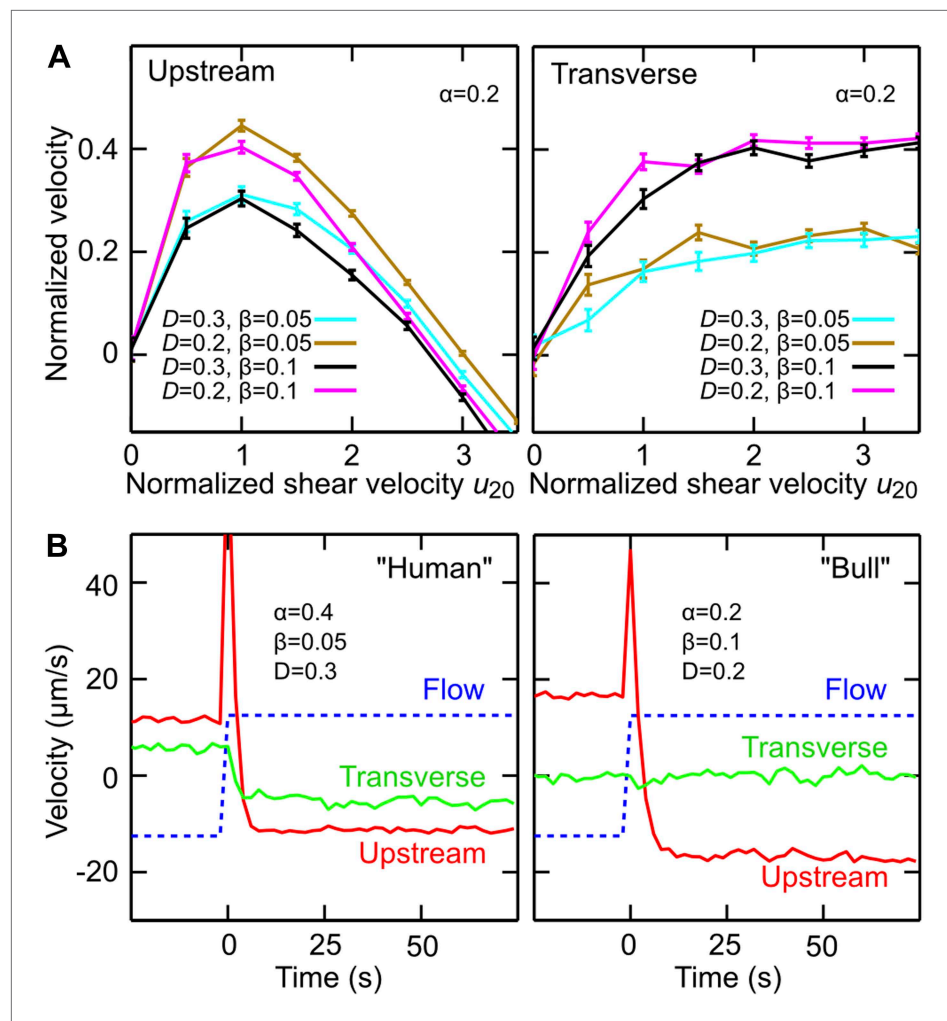 A
Upstream
α=0.2
Normalized velocity
0.4
0.2
0
D=0.3, β=0.05
D=0.2, β=0.05
D=0.3, β=0.1
D=0.2, β=0.1
0 1 2 3
Normalized shear velocity u20
Transverse
α=0.2
D=0.3, β=0.05
D=0.2, β=0.05
D=0.3, β=0.1
D=0.2, β=0.1
0 1 2 3
Normalized shear velocity u20
B
"Human"
α=0.4
β=0.05
D=0.3
Velocity (μm/s)
40
20
0
-20
Flow
Transverse
Upstream
0 25 50
Time (s)
"Bull"
α=0.2
β=0.1
D=0.2
Flow
Transverse
Upstream
0 25 50
Time (s)